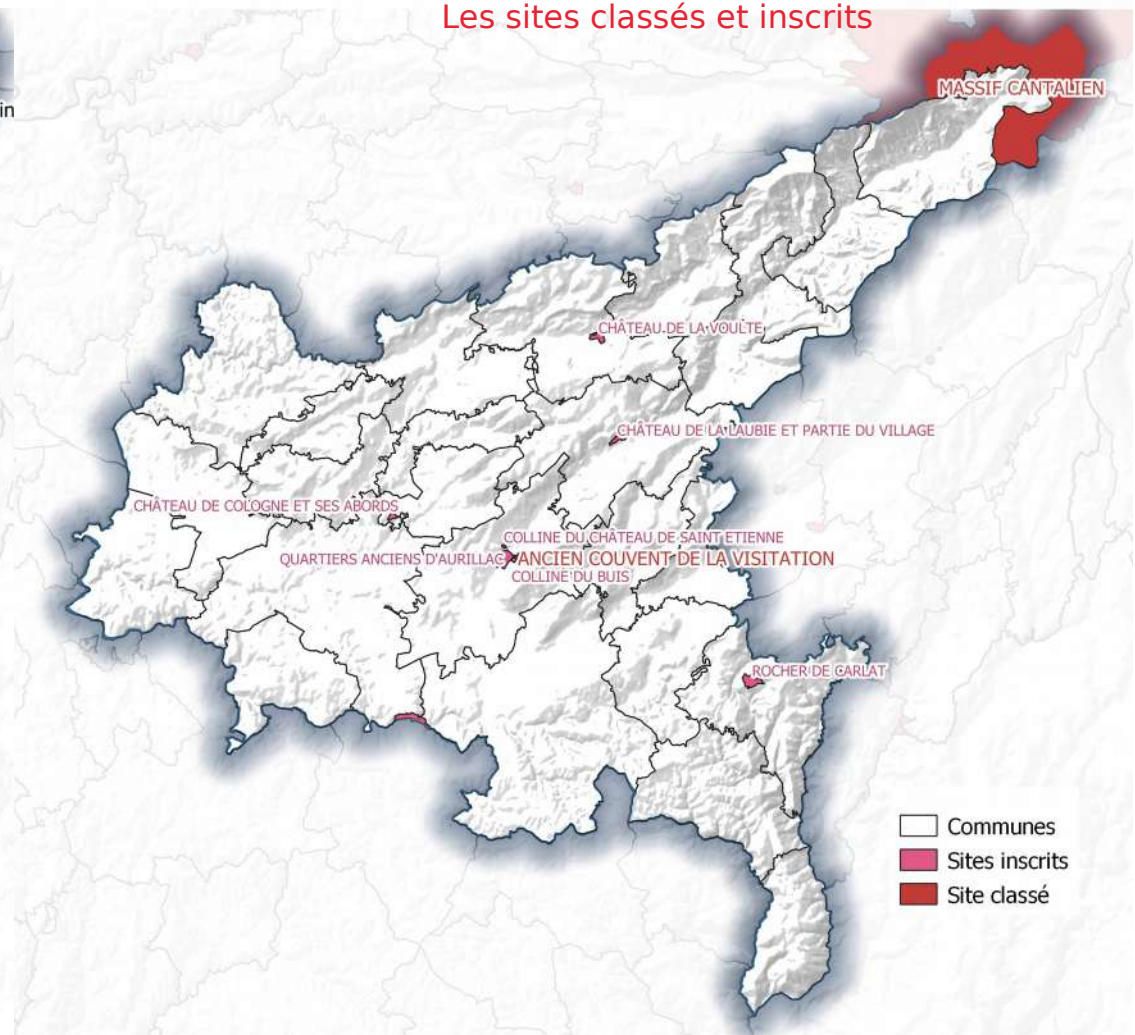 Les sites classés et inscrits
in
MASSIF CANTALIEN
CHÂTEAU DE LA VOULTE
CHÂTEAU DE LA LAUBIE ET PARTIE DU VILLAGE
CHÂTEAU DE COLOGNE ET SES ABORDS
COLLINE DU CHÂTEAU DE SAINT ETIENNE
QUARTIERS ANCIENS D'AURILLAC
ANCIEN COUVENT DE LA VISITATION
COLLINE DU BUIS
ROCHER DE CARLAT
Communes
Sites inscrits
Site classé